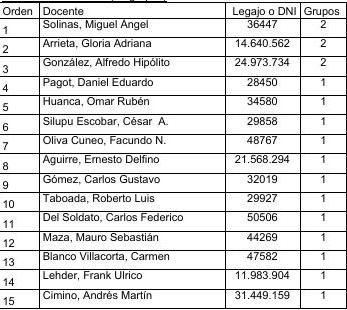 Orden Docente Legajo o DNI Grupos
1 Solinas, Miguel Ángel 36447 2
2 Arrieta, Gloria Adriana 14.640.562 2
3 González, Alfredo Hipólito 24.973.734 2
4 Pagot, Daniel Eduardo 28450 1
5 Huanca, Omar Rubén 34580 1
6 Silupu Escobar, César A. 29858 1
7 Oliva Cuneo, Facundo N. 48767 1
8 Aguirre, Ernesto Delfino 21.568.294 1
9 Gómez, Carlos Gustavo 32019 1
10 Taboada, Roberto Luis 29927 1
11 Del Soldato, Carlos Federico 50506 1
12 Maza, Mauro Sebastián 44269 1
13 Blanco Villacorta, Carmen 47582 1
14 Lehder, Frank Ulrico 11.983.904 1
15 Cimino, Andrés Martín 31.449.159 1